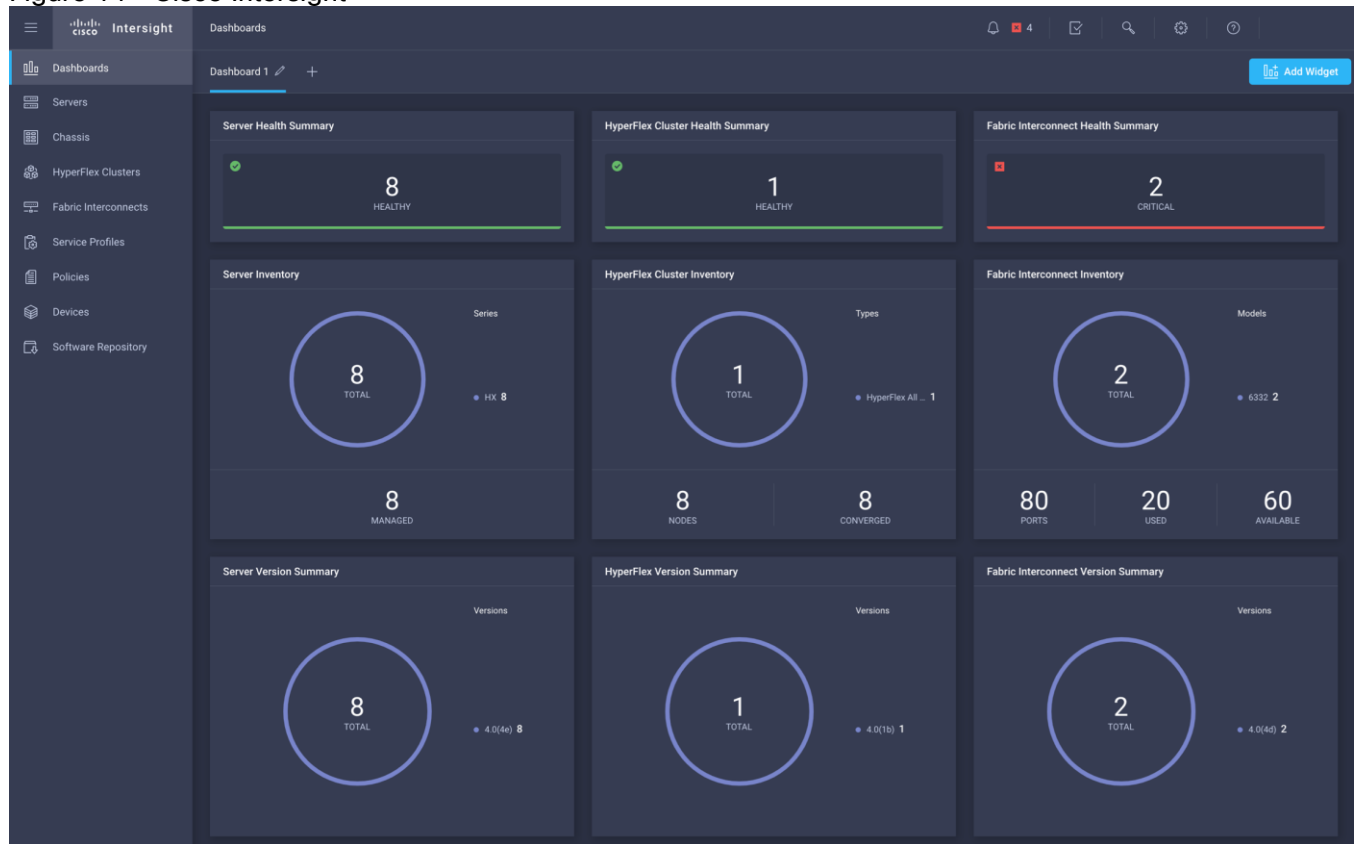 cisco Intersight
Dashboards
4
Dashboards
Servers
Chassis
HyperFlex Clusters
Fabric Interconnects
Service Profiles
Policies
Devices
Software Repository
Dashboard 1
Add Widget
Server Health Summary
8
HEALTHY
HyperFlex Cluster Health Summary
1
HEALTHY
Fabric Interconnect Health Summary
2
CRITICAL
Server Inventory
Series
8
TOTAL
HX 8
8
MANAGED
HyperFlex Cluster Inventory
Types
1
TOTAL
HyperFlex All ... 1
8
NODES
8
CONVERGED
Fabric Interconnect Inventory
Models
2
TOTAL
6332 2
80
PORTS
20
USED
60
AVAILABLE
Server Version Summary
Versions
8
TOTAL
4.0(4e) 8
HyperFlex Version Summary
Versions
1
TOTAL
4.0(1b) 1
Fabric Interconnect Version Summary
Versions
2
TOTAL
4.0(4d) 2